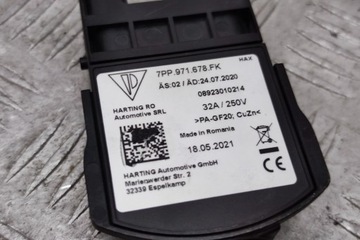 7PP.971.678.FK
HAX
ÄS:02 / ÄD:24.07.2020
08923010214
HARTING RO
Automotive SRL
32A / 250V
>PA-GF20; CuZn<
Made in Romania
18.05.2021
HARTING Automotive GmbH
Marienwerder Str. 2
32339 Espelkamp
CE